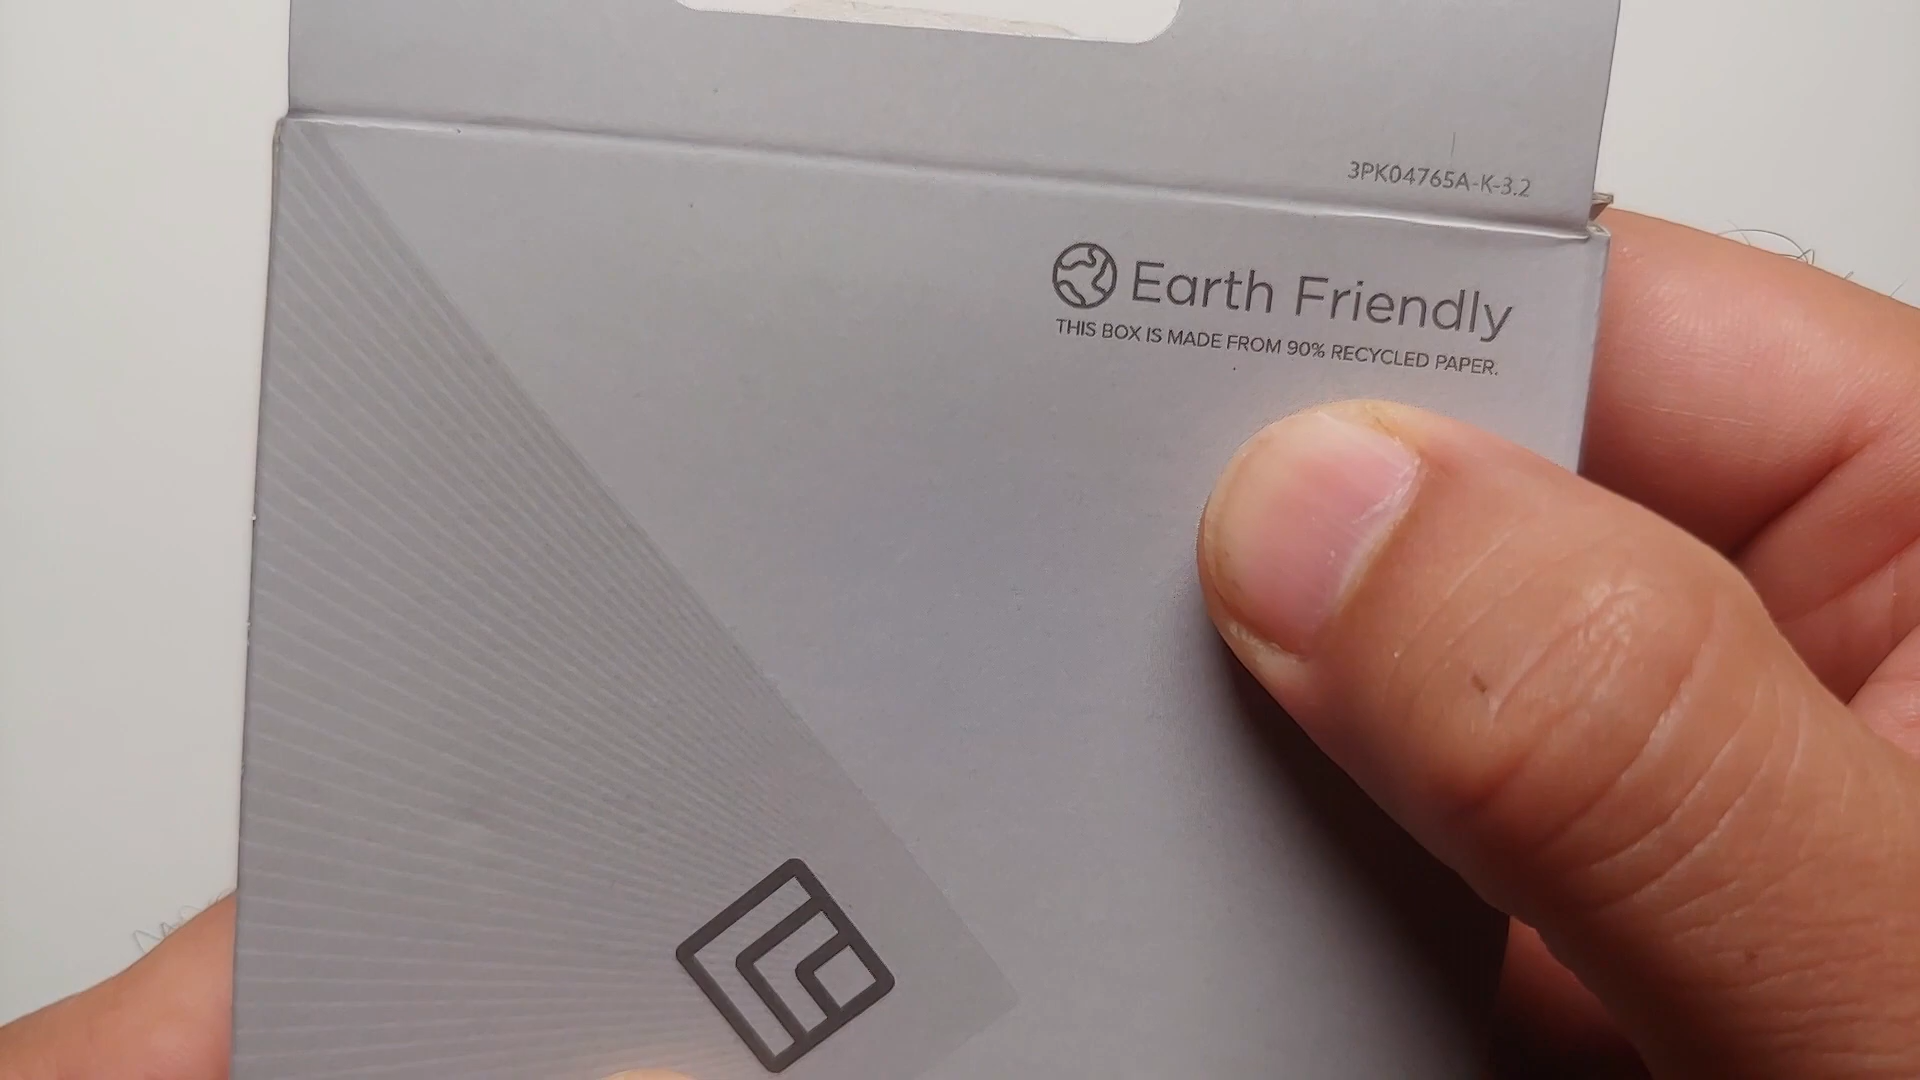 3PK04765A-K-3.2
Earth Friendly
THIS BOX IS MADE FROM 90% RECYCLED PAPER.